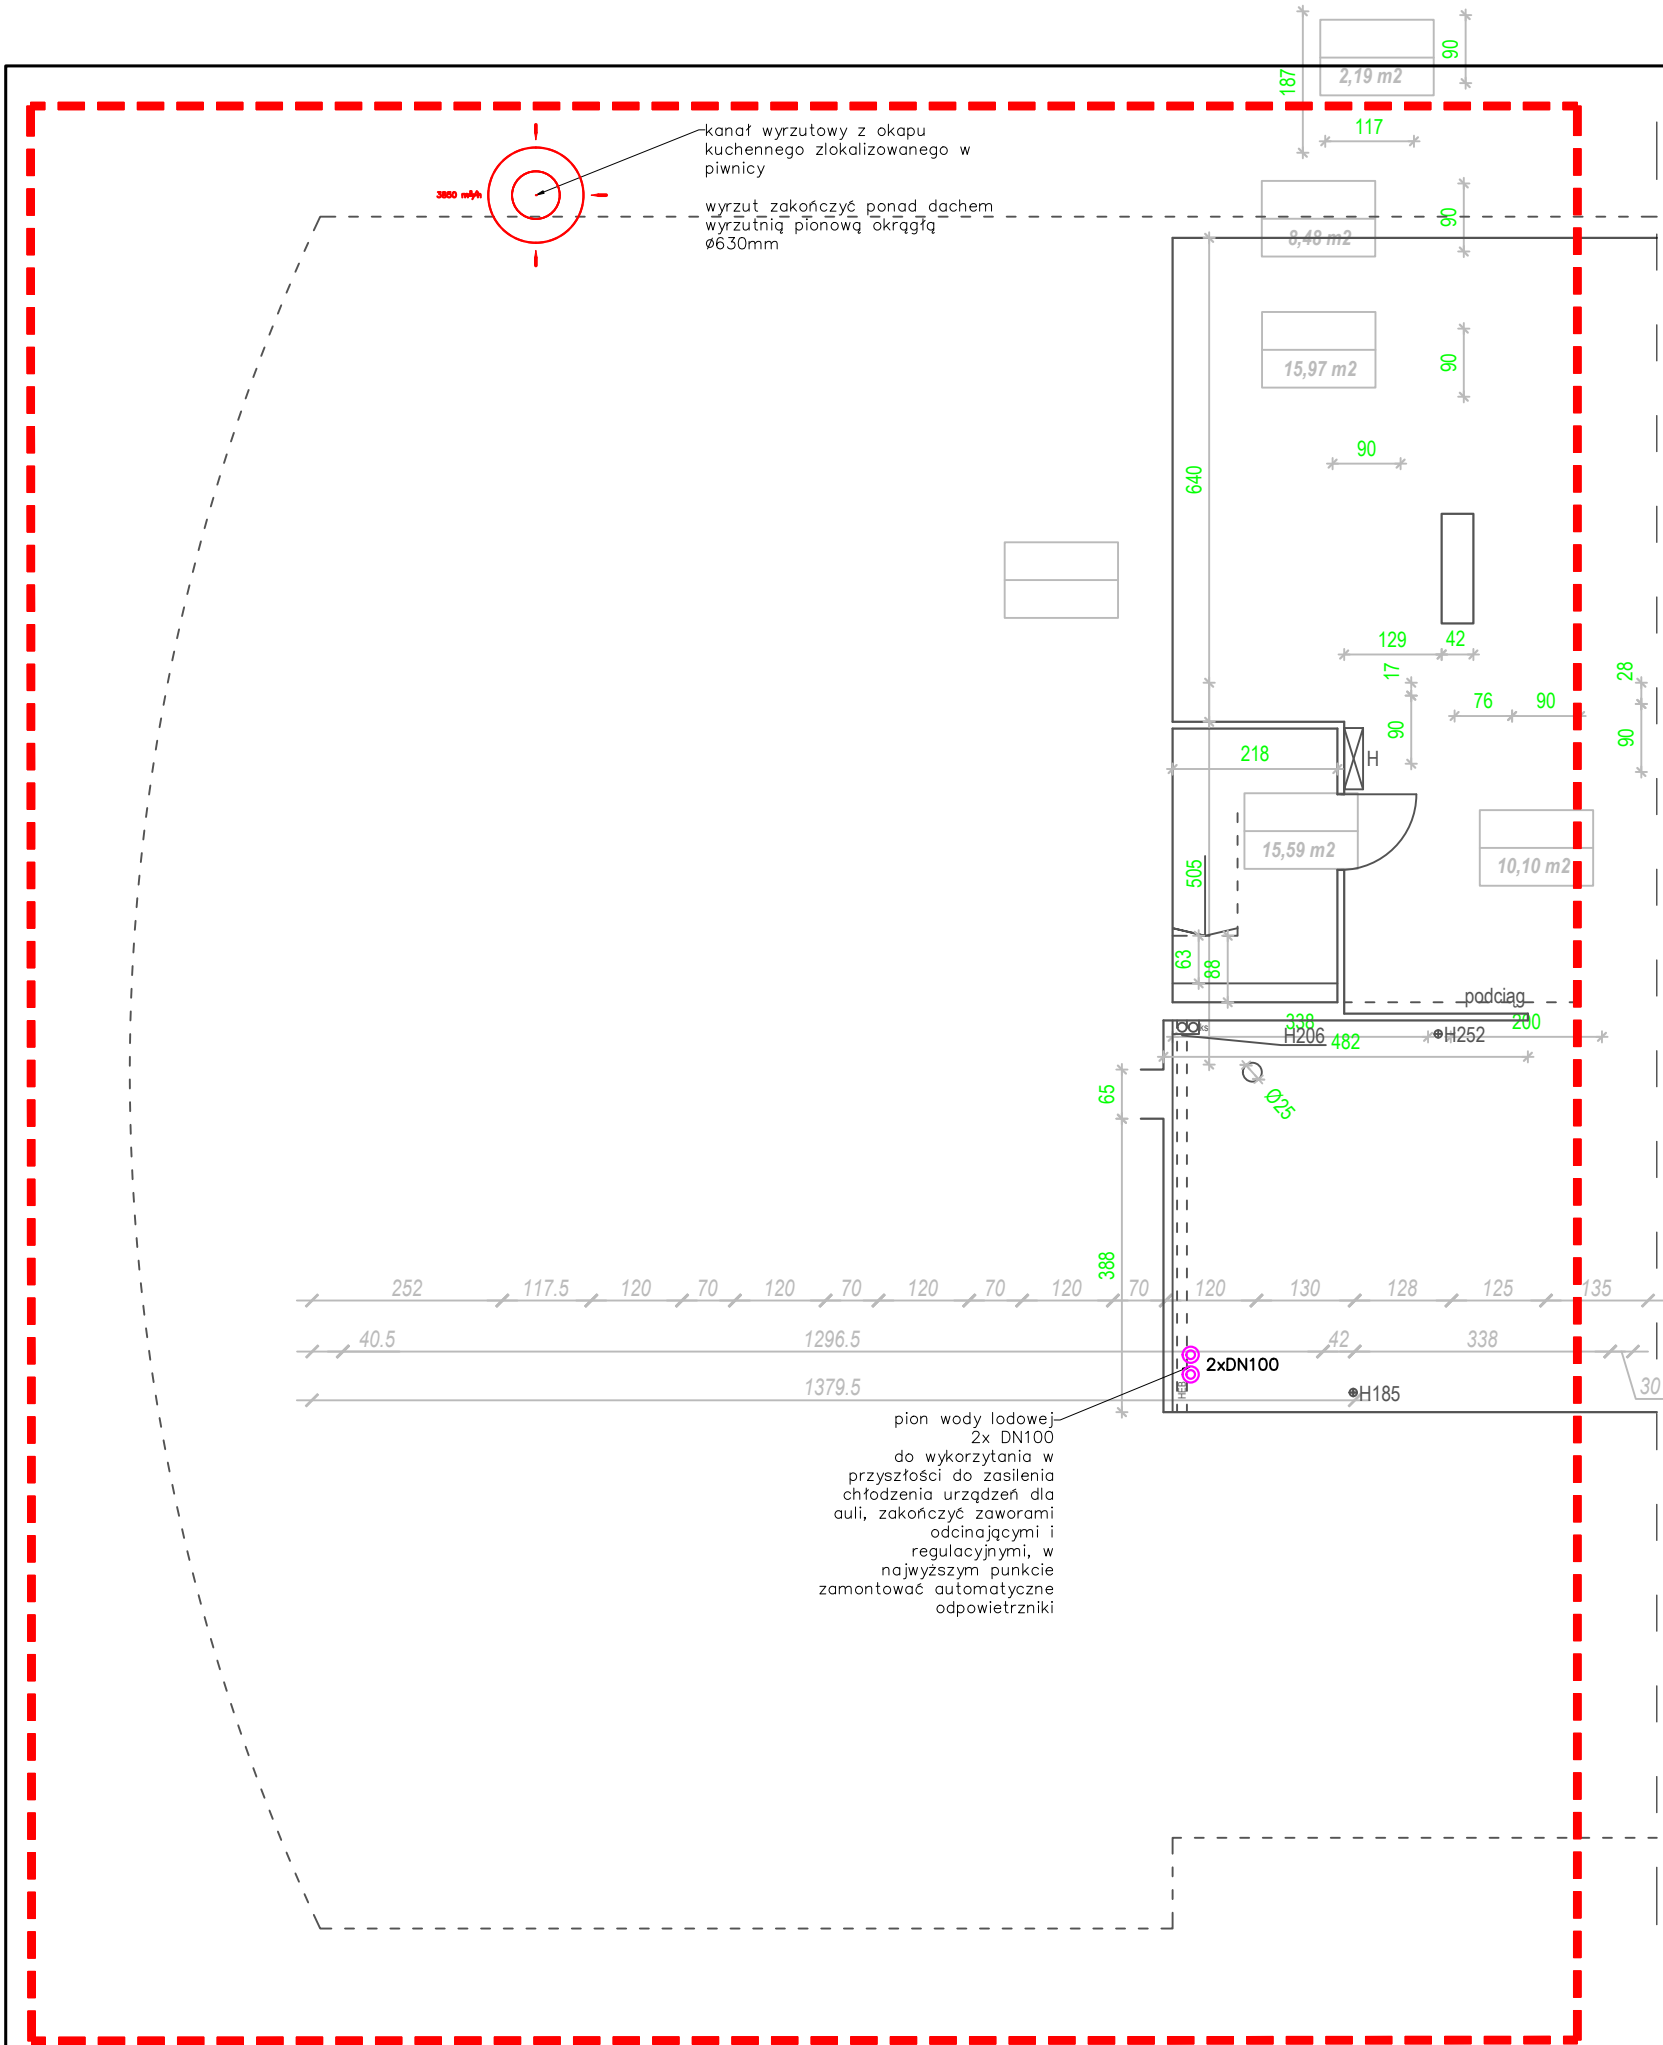 90
187
2,19 m2
117
kanał wyrzutowy z okapu
kuchennego zlokalizowanego w
piwnicy
wyrzut zakończyć ponad dachem
wyrzutnią pionową okrągłą
Ø630mm
90
8,48 m2
90
15,97 m2
90
640
129
42
17
28
76
90
90
90
218
H
505
15,59 m2
10,10 m2
63
88
podciąg
338
200
H206
482
H252
ks
65
Ø25
388
252
117.5
120
70
120
70
120
70
120
70
120
130
128
125
135
40.5
1296.5
42
338
2xDN100
1379.5
H185
30
pion wody lodowej
2x DN100
do wykorzytania w
przyszłości do zasilenia
chłodzenia urządzeń dla
auli, zakończyć zaworami
odcinającymi i
regulacyjnymi, w
najwyższym punkcie
zamontować automatyczne
odpowietrzniki